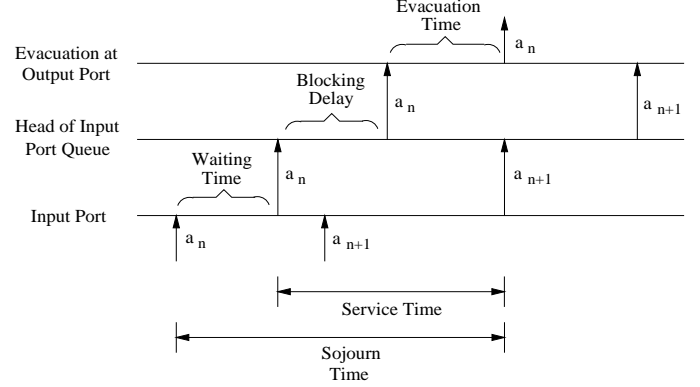 Evacuation
Time
a n
Evacuation at
Output Port
Blocking
Delay
a n
a n+1
Head of Input
Port Queue
Waiting
Time
a n
a n+1
Input Port
a n
a n+1
Service Time
Sojourn
Time